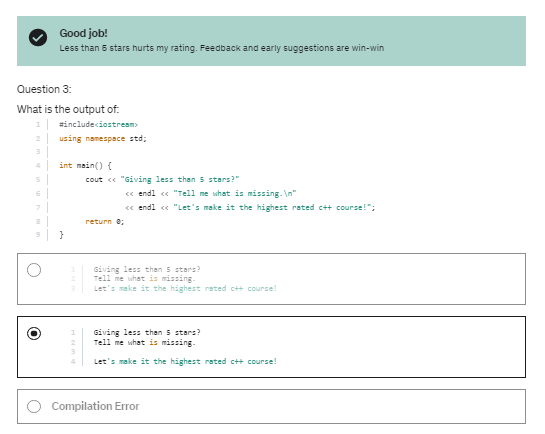 Good job!
Less than 5 stars hurts my rating. Feedback and early suggestions are win-win
Question 3:
What is the output of:
1 #include<iostream>
2 using namespace std;
3
4 int main() {
5 cout << "Giving less than 5 stars?"
6 << endl << "Tell me what is missing.\n"
7 << endl << "Let's make it the highest rated c++ course!";
8 return 0;
9 }
1 Giving less than 5 stars?
2 Tell me what is missing.
3 Let's make it the highest rated c++ course!
1 Giving less then 5 stars?
2 Tell me what is missing.
3
4 Let's make it the highest rated c++ course!
Compilation Error